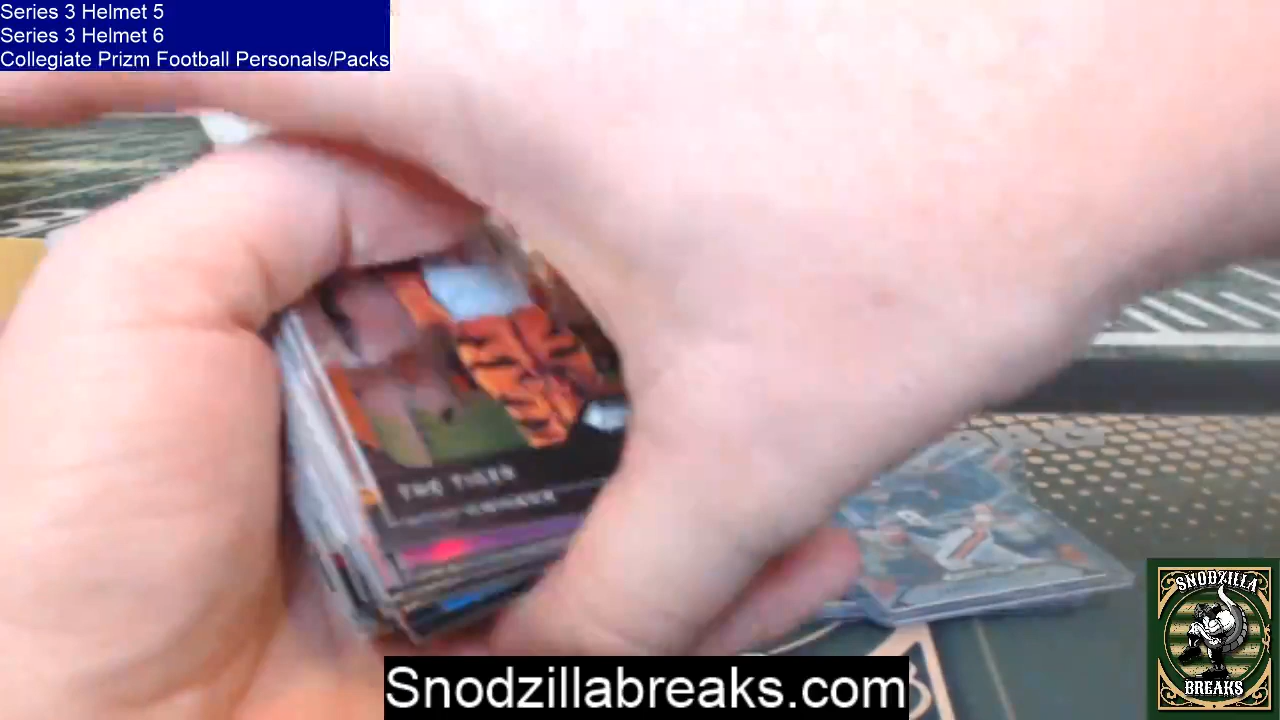 Series 3 Helmet 5
Series 3 Helmet 6
Collegiate Prizm Football Personals/Packs
THE TIGER
Snodzillabreaks.com
SNODZILLA
BREAKS